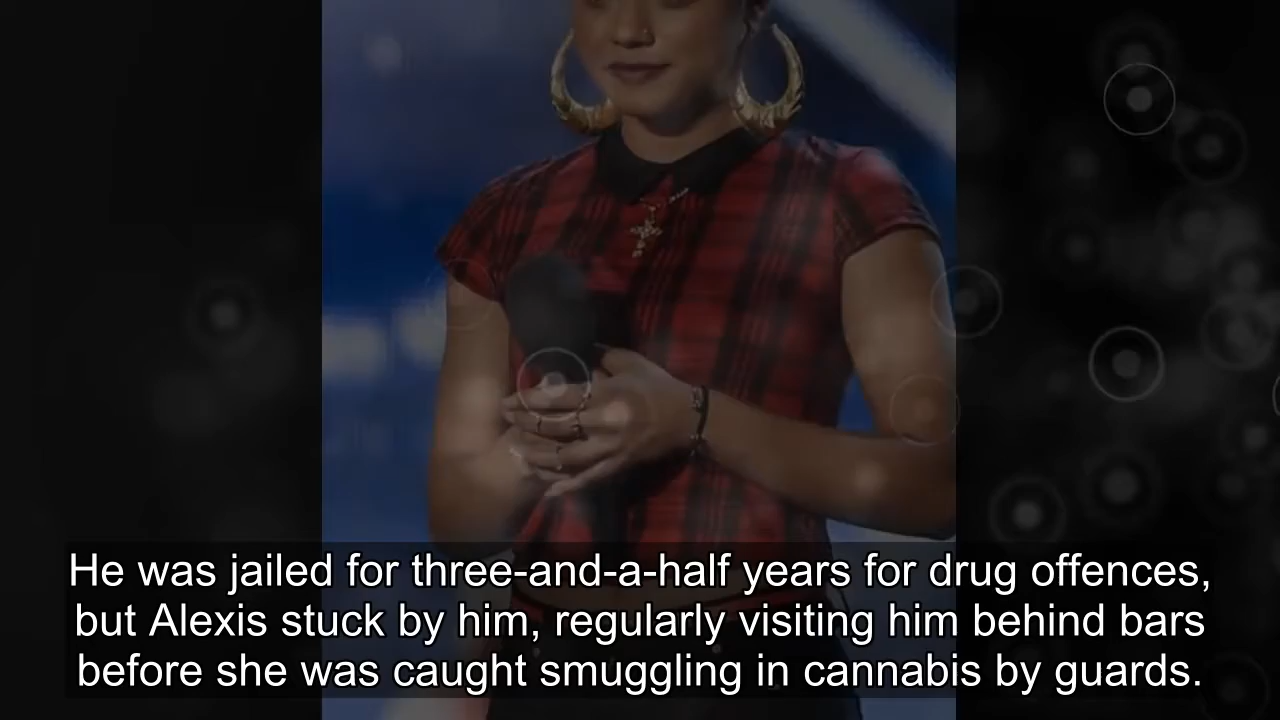 He was jailed for three-and-a-half years for drug offences,
but Alexis stuck by him, regularly visiting him behind bars
before she was caught smuggling in cannabis by guards.